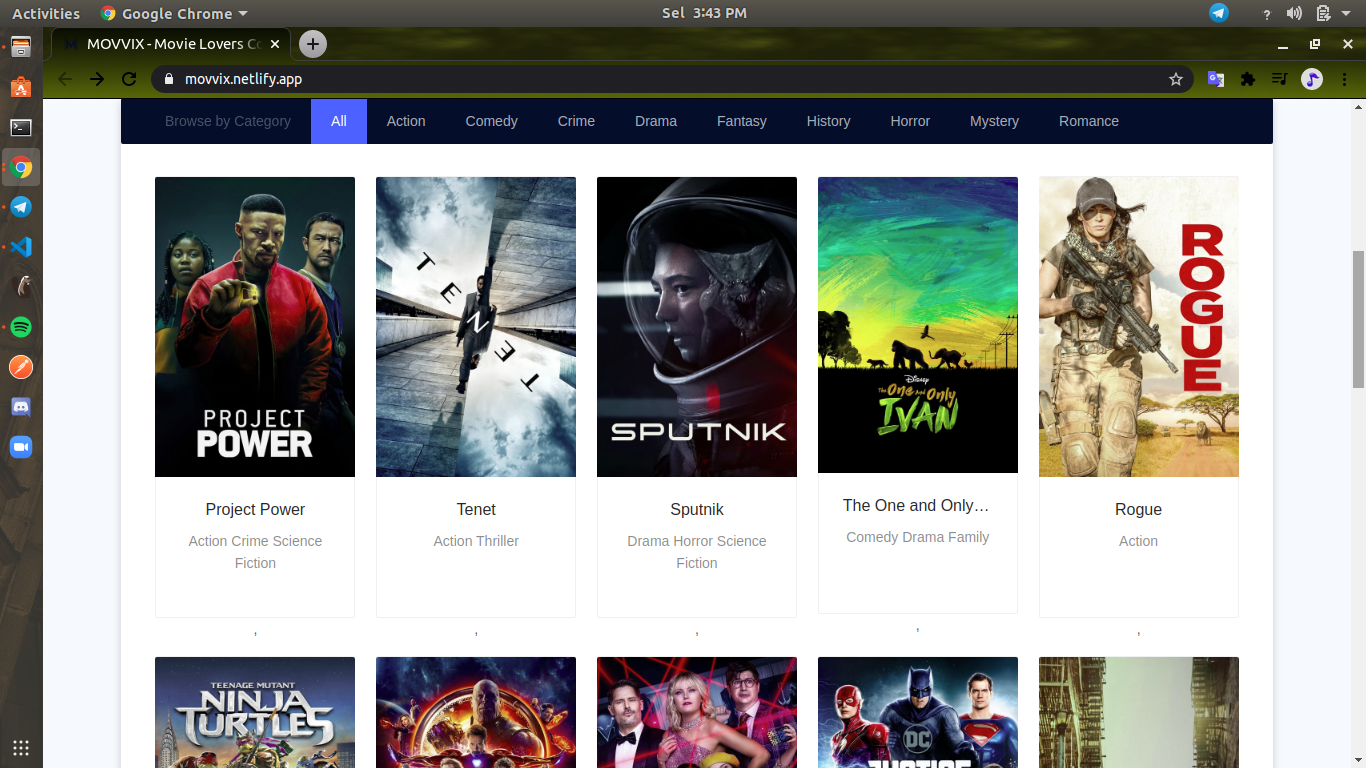 Activities
Google Chrome
Sel 3:43 PM
?
MOVVIX - Movie Lovers Co
movvix.netlify.app
Browse by Category
All
Action
Comedy
Crime
Drama
Fantasy
History
Horror
Mystery
Romance
PROJECT
POWER
TENET
SPUTNIK
Disney
The One and Only
IVAN
ROGUE
Project Power
Action Crime Science
Fiction
,
Tenet
Action Thriller
,
Sputnik
Drama Horror Science
Fiction
,
The One and Only…
Comedy Drama Family
,
Rogue
Action
,
TEENAGE MUTANT
NINJA
TURTLES
DC
JUSTICE